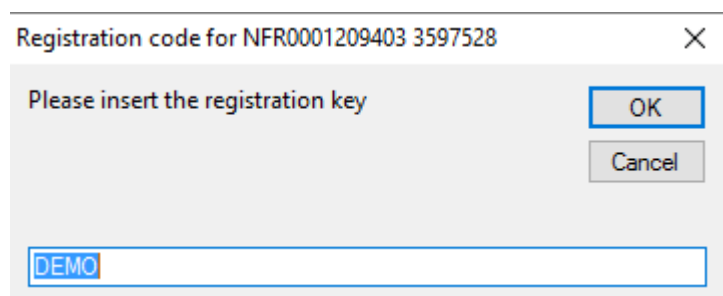 Registration code for NFR0001209403 3597528
Please insert the registration key
OK
Cancel
DEMO